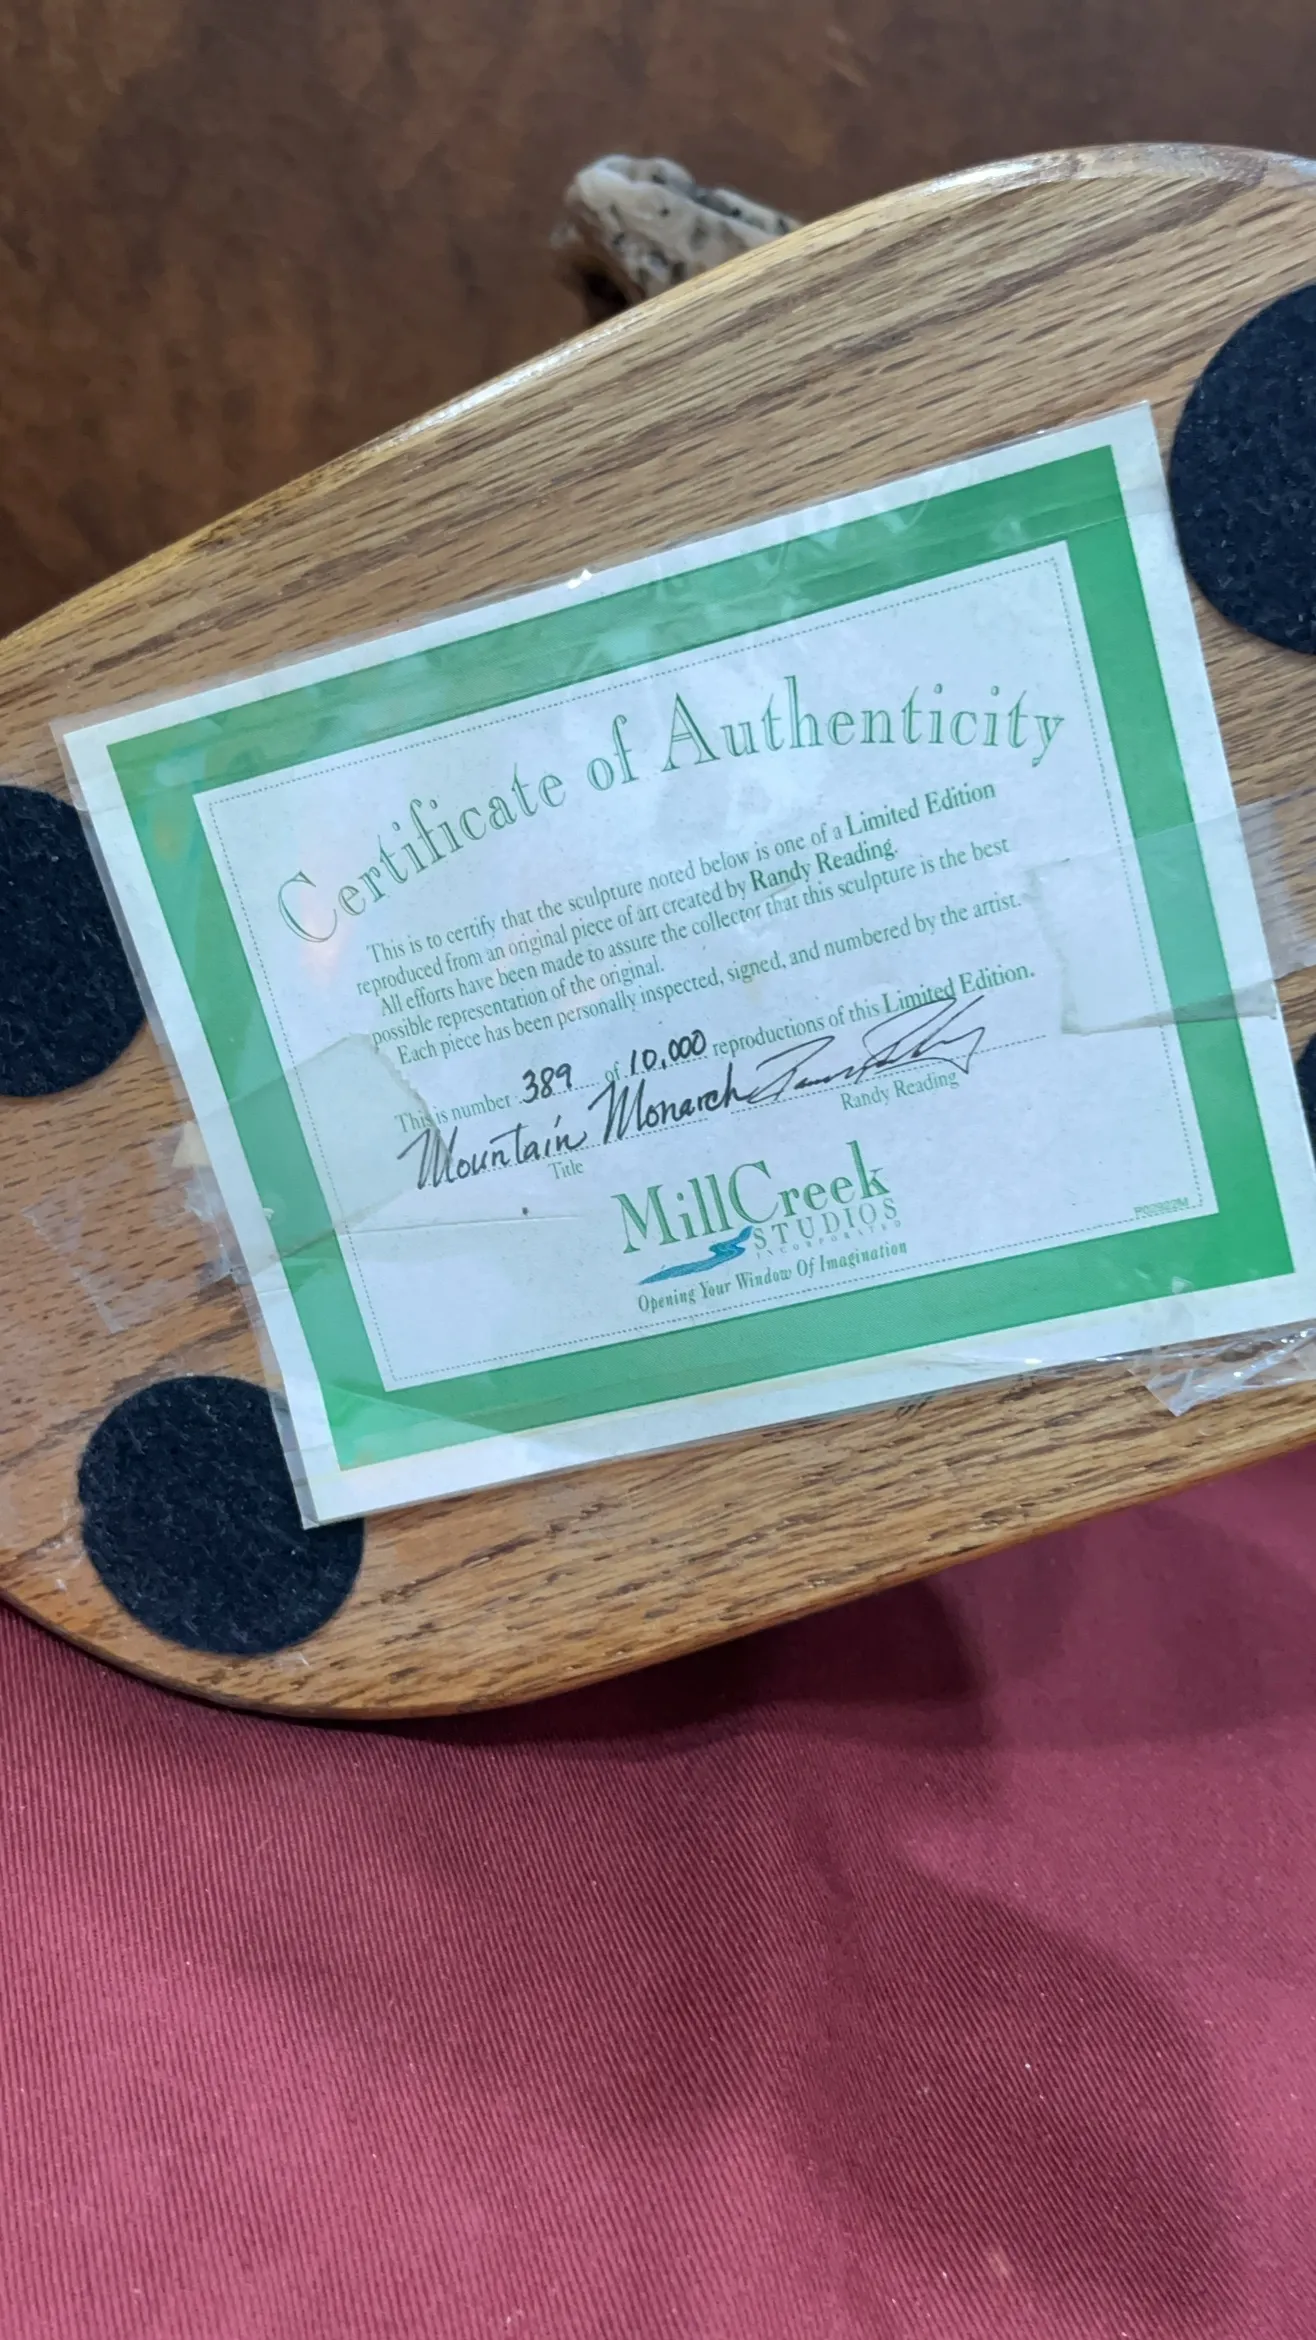 Certificate of Authenticity
This is to certify that the sculpture noted below is one of a Limited Edition
reproduced from an original piece of art created by Randy Reading.
All efforts have been made to assure the collector that this sculpture is the best
possible representation of the original.
Each piece has been personally inspected, signed, and numbered by the artist.
This is number 389 of 10,000 reproductions of this Limited Edition.
Mountain Monarch
Title
Randy Reading
MillCreek
STUDIOS
INCORPORATED
Opening Your Window Of Imagination